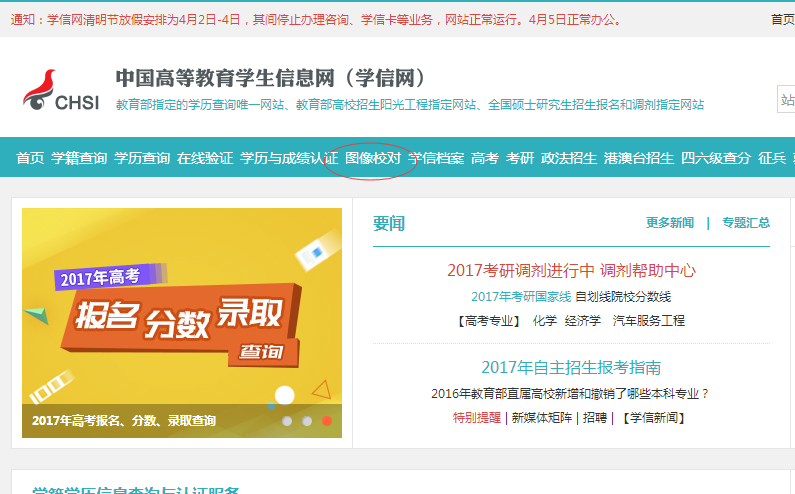 通知：学信网清明节放假安排为4月2日-4日，其间停止办理咨询、学信卡等业务，网站正常运行。4月5日正常办公。 首页
CHSI
中国高等教育学生信息网（学信网）
教育部指定的学历查询唯一网站、教育部高校招生阳光工程指定网站、全国硕士研究生招生报名和调剂指定网站
站
首页 学籍查询 学历查询 在线验证 学历与成绩认证 图像校对 学信档案 高考 考研 政法招生 港澳台招生 四六级查分 征兵
2017年高考
报名 分数 录取
查询
2017年高考报名、分数、录取查询
要闻 更多新闻 | 专题汇总
2017考研调剂进行中 调剂帮助中心
2017年考研国家线 自划线院校分数线
【高考专业】 化学 经济学 汽车服务工程
2017年自主招生报考指南
2016年教育部直属高校新增和撤销了哪些本科专业？
特别提醒 | 新媒体矩阵 | 招聘 | 【学信新闻】
学籍学历信息查询与认证服务